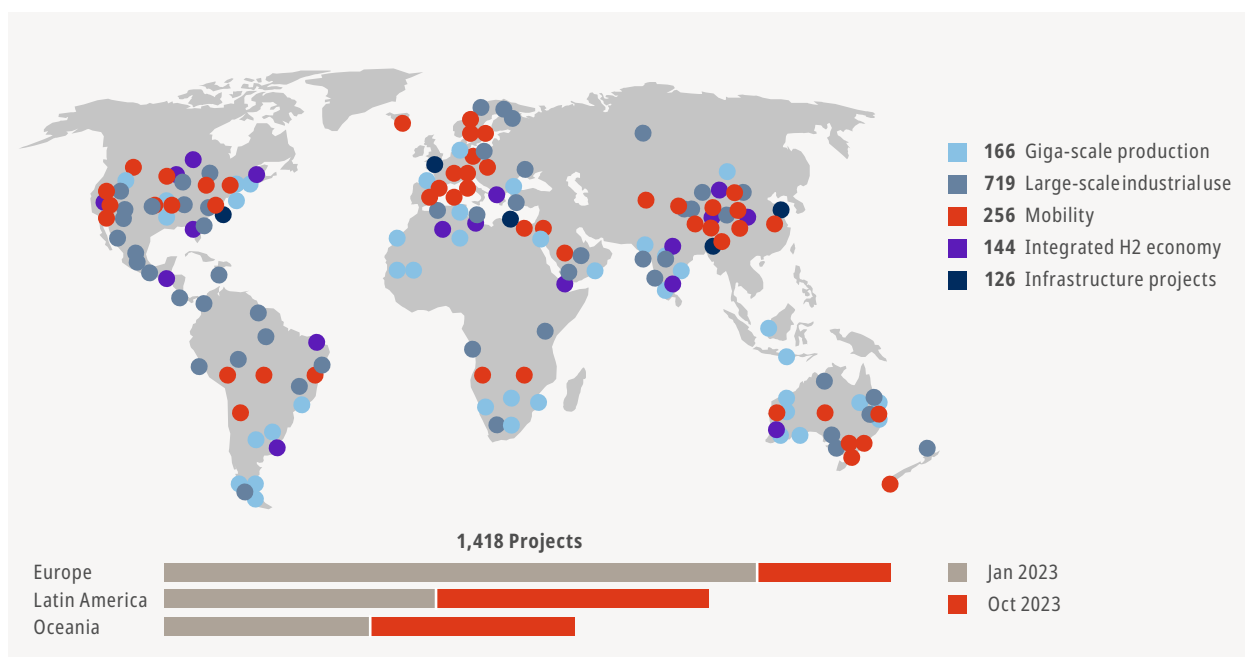 166 Giga-scale production
719 Large-scale industrial use
256 Mobility
144 Integrated H2 economy
126 Infrastructure projects
1,418 Projects
Europe
Latin America
Oceania
Jan 2023
Oct 2023